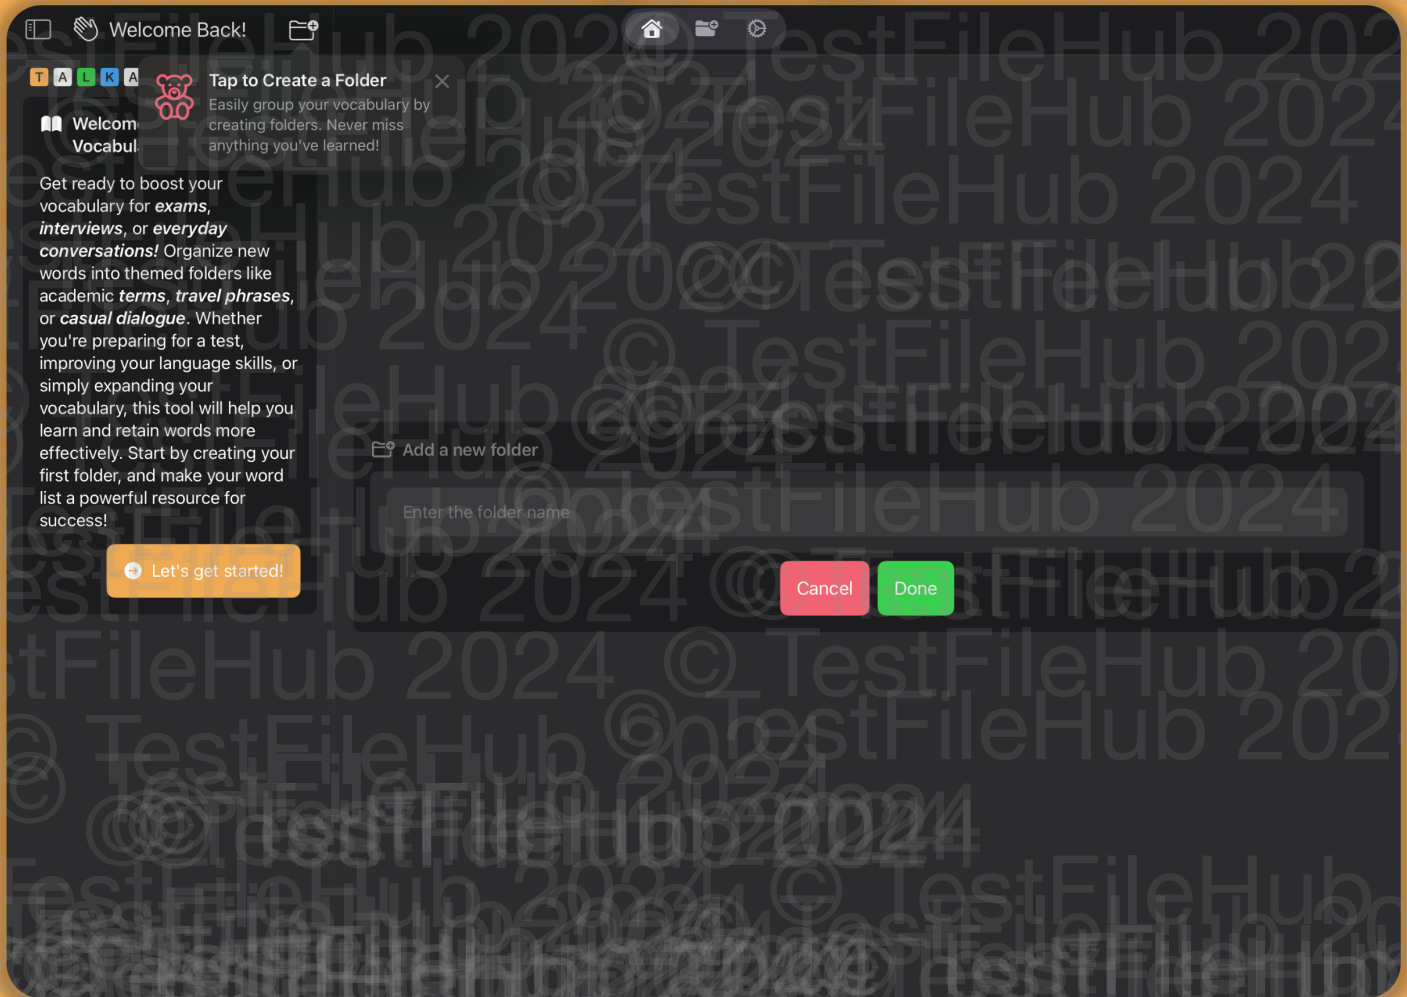 Welcome Back!
TALKA
Tap to Create a Folder
Easily group your vocabulary by
creating folders. Never miss
anything you've learned!
Welcom
Vocabul
Get ready to boost your
vocabulary for exams,
interviews, or everyday
conversations! Organize new
words into themed folders like
academic terms, travel phrases,
or casual dialogue. Whether
you're preparing for a test,
improving your language skills, or
simply expanding your
vocabulary, this tool will help you
learn and retain words more
effectively. Start by creating your
first folder, and make your word
list a powerful resource for
success!
Let's get started!
Add a new folder
Enter the folder name
Cancel
Done
© TestFileHub 2024